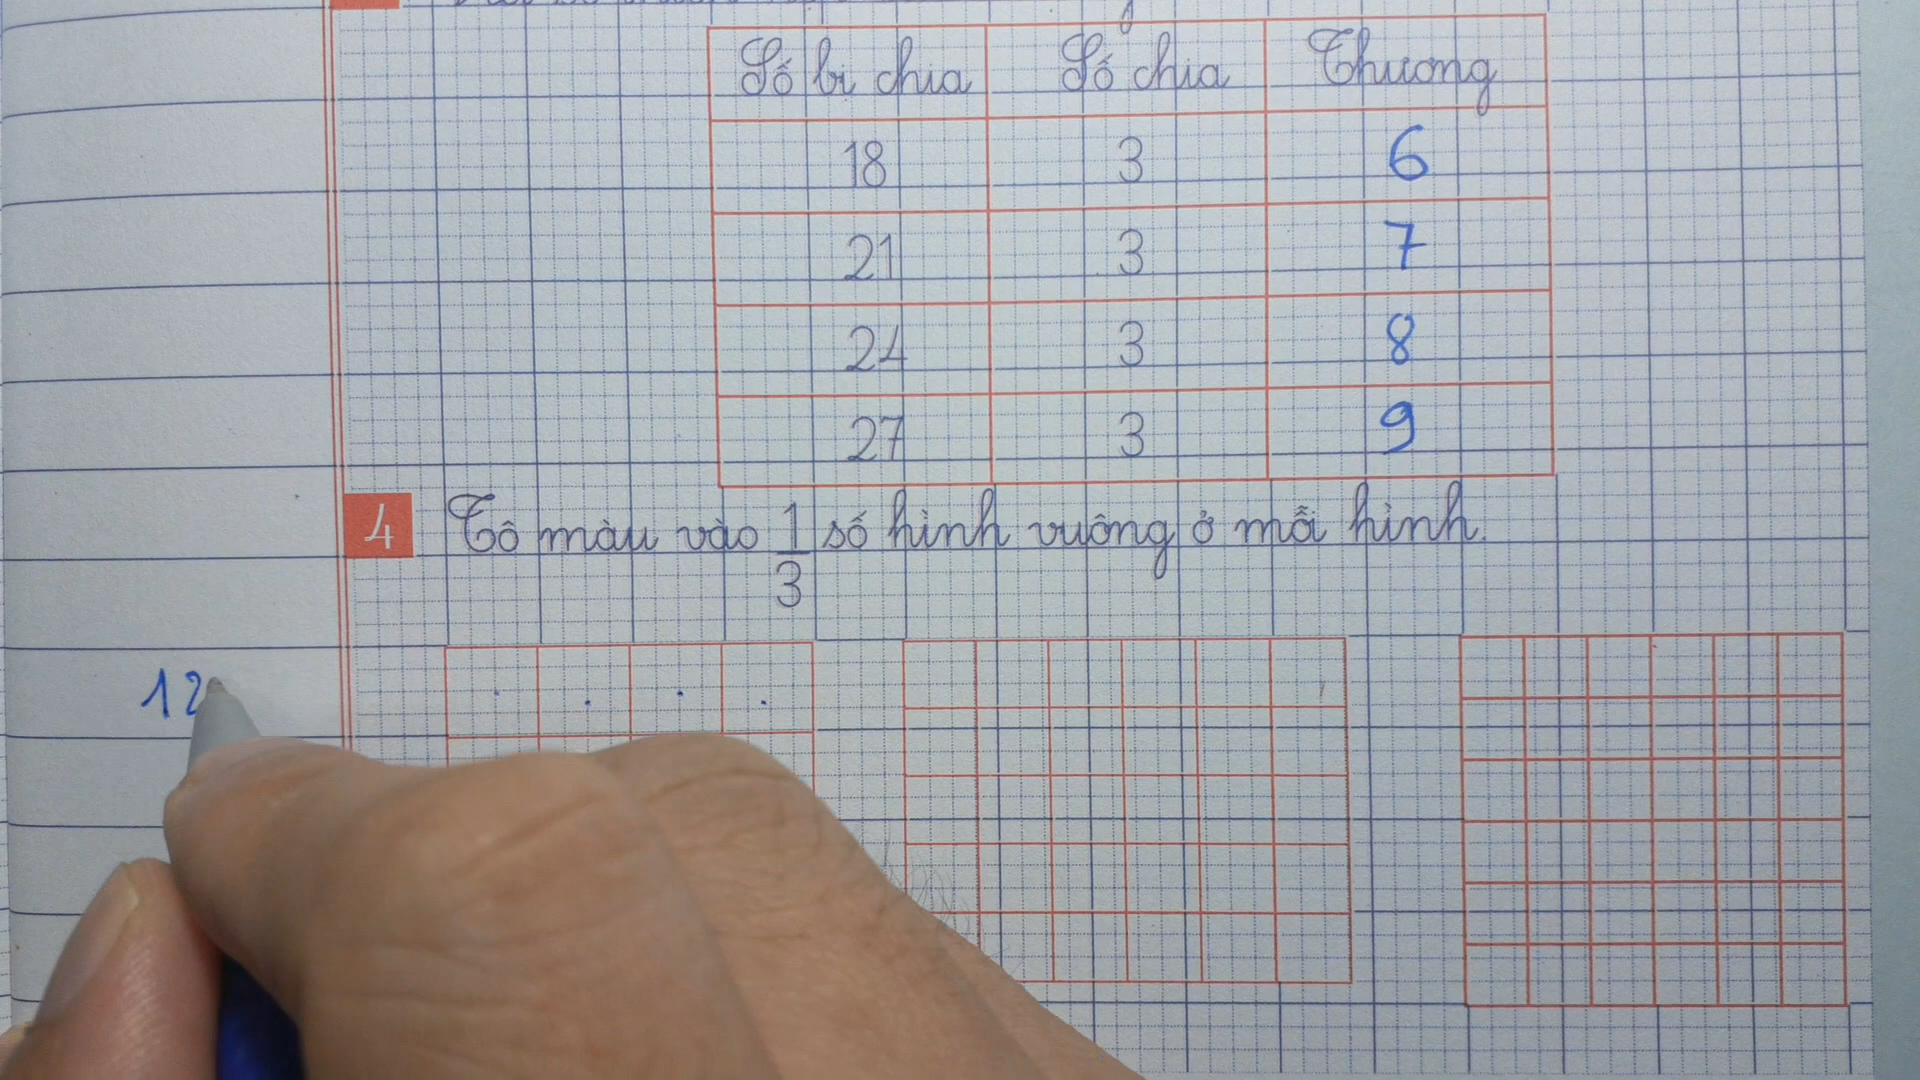 Số bị chia Số chia Thương
18 3 6
21 3 7
24 3 8
27 3 9
4 Tô màu vào 1/3 số hình vuông ở mỗi hình.
12